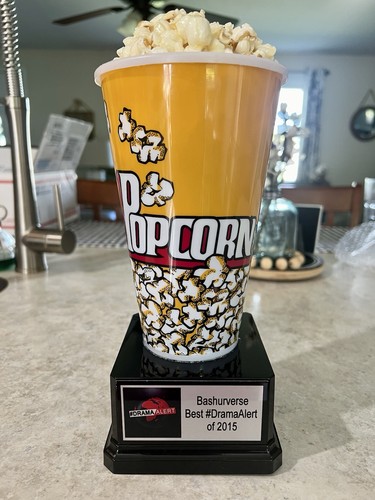 POPCORN
#DRAMAALERT
Bashurverse
Best #DramaAlert
of 2015